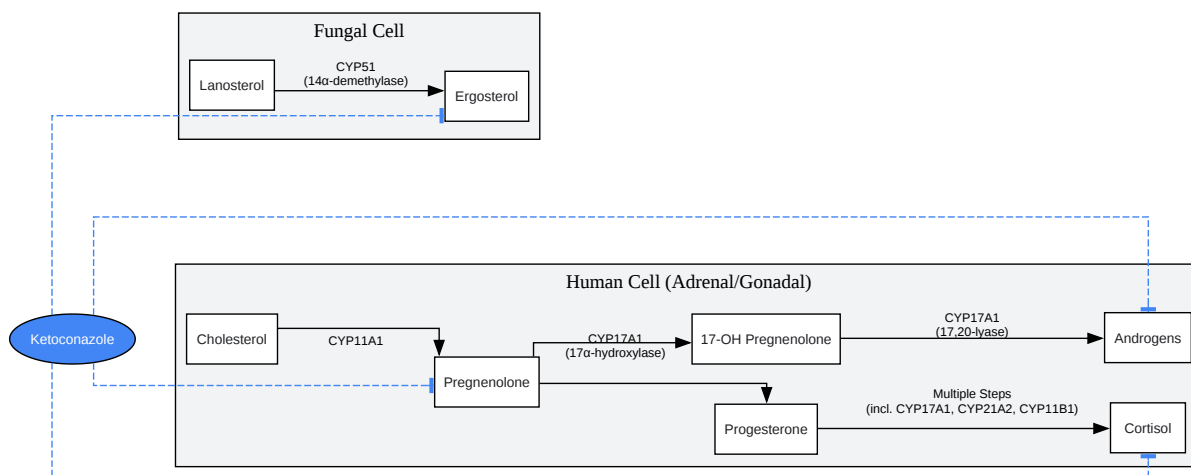 Fungal Cell
Lanosterol
CYP51
(14α-demethylase)
Ergosterol
Human Cell (Adrenal/Gonadal)
Ketoconazole
Cholesterol
CYP11A1
Pregnenolone
CYP17A1
(17α-hydroxylase)
17-OH Pregnenolone
CYP17A1
(17,20-lyase)
Androgens
Progesterone
Multiple Steps
(incl. CYP17A1, CYP21A2, CYP11B1)
Cortisol